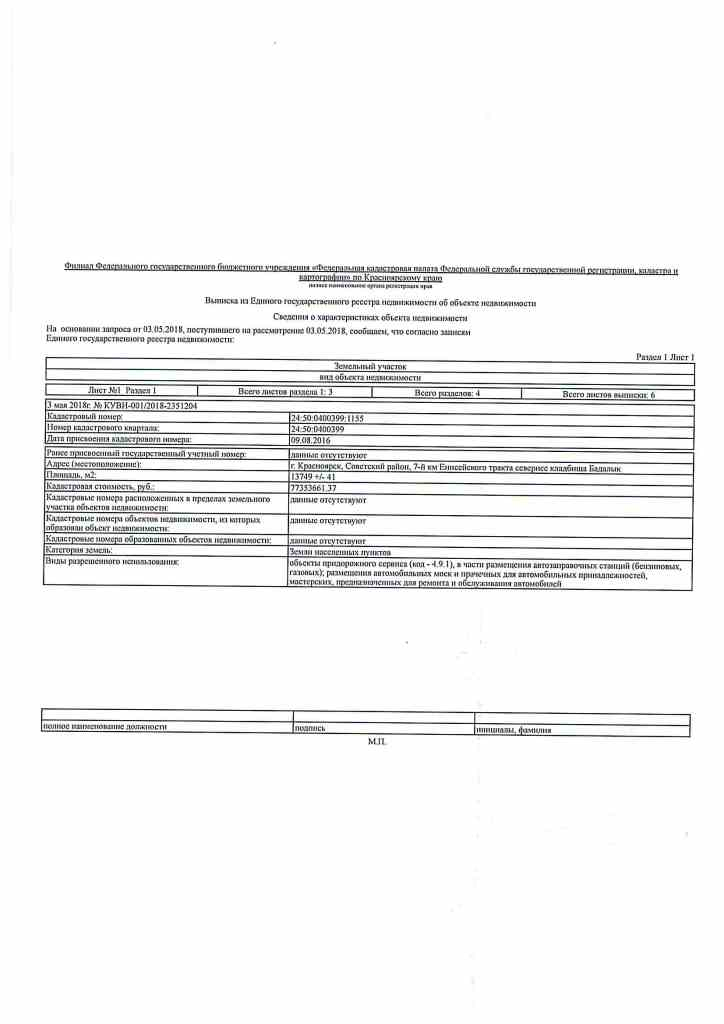 Филиал Федерального государственного бюджетного учреждения «Федеральная кадастровая палата Федеральной службы государственной регистрации, кадастра и
картографии» по Красноярскому краю
полное наименование органа регистрации прав
Выписка из Единого государственного реестра недвижимости об объекте недвижимости
Сведения о характеристиках объекта недвижимости
На основании запроса от 03.05.2018, поступившего на рассмотрение 03.05.2018, сообщаем, что согласно записям
Единого государственного реестра недвижимости:
Раздел 1 Лист 1
Земельный участок
вид объекта недвижимости
Лист №1 Раздел 1 Всего листов раздела 1: 3 Всего разделов: 4 Всего листов выписки: 6
3 мая 2018г. № КУВИ-001/2018-2351204
Кадастровый номер: 24:50:0400399:1155
Номер кадастрового квартала: 24:50:0400399
Дата присвоения кадастрового номера: 09.08.2016
Ранее присвоенный государственный учетный номер: данные отсутствуют
Адрес (местоположение): г. Красноярск, Советский район, 7-й км Енисейского тракта севернее кладбища Бадалык
Площадь, м2: 13749 +/- 41
Кадастровая стоимость, руб.: 77353661.37
Кадастровые номера расположенных в пределах земельного данные отсутствуют
участка объектов недвижимости:
Кадастровые номера объектов недвижимости, из которых данные отсутствуют
образован объект недвижимости:
Кадастровые номера образованных объектов недвижимости: данные отсутствуют
Категория земель: Земли населенных пунктов
Виды разрешенного использования: объекты придорожного сервиса (код - 4.9.1), в части размещения автозаправочных станций (бензиновых,
газовых); размещения автомобильных моек и прачечных для автомобильных принадлежностей,
мастерских, предназначенных для ремонта и обслуживания автомобилей
полное наименование должности подпись инициалы, фамилия
М.П.